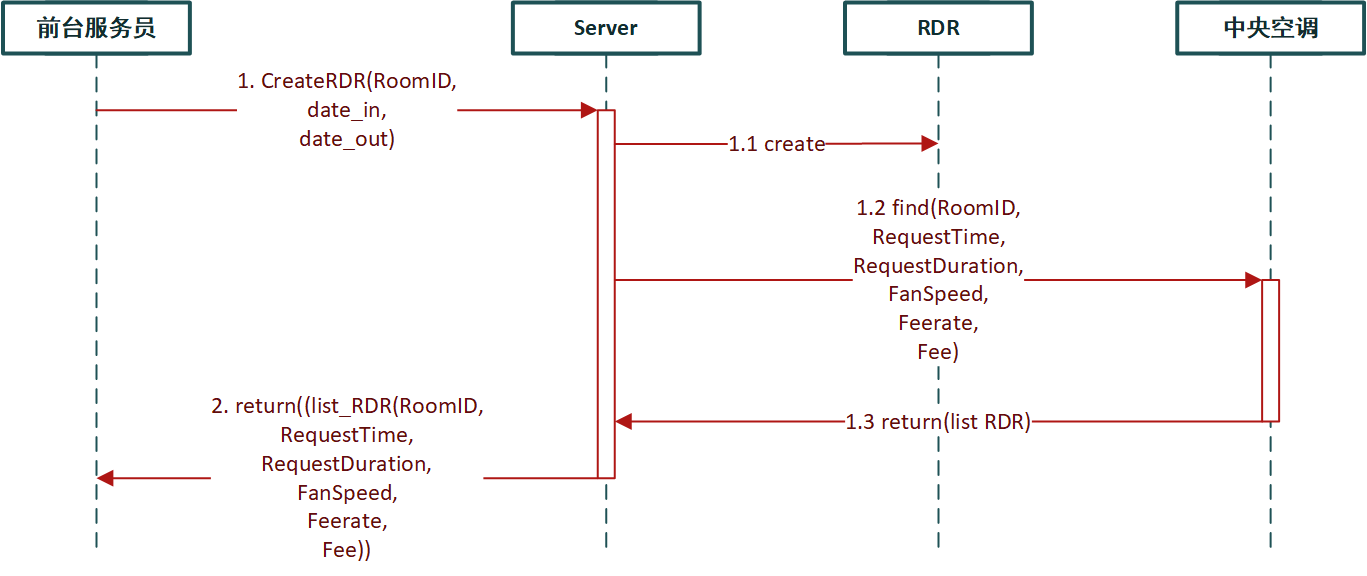 前台服务员
Server
RDR
中央空调
1. CreateRDR(RoomID,
date_in,
date_out)
1.1 create
1.2 find(RoomID,
RequestTime,
RequestDuration,
FanSpeed,
Feerate,
Fee)
1.3 return(list RDR)
2. return((list_RDR(RoomID,
RequestTime,
RequestDuration,
FanSpeed,
Feerate,
Fee))